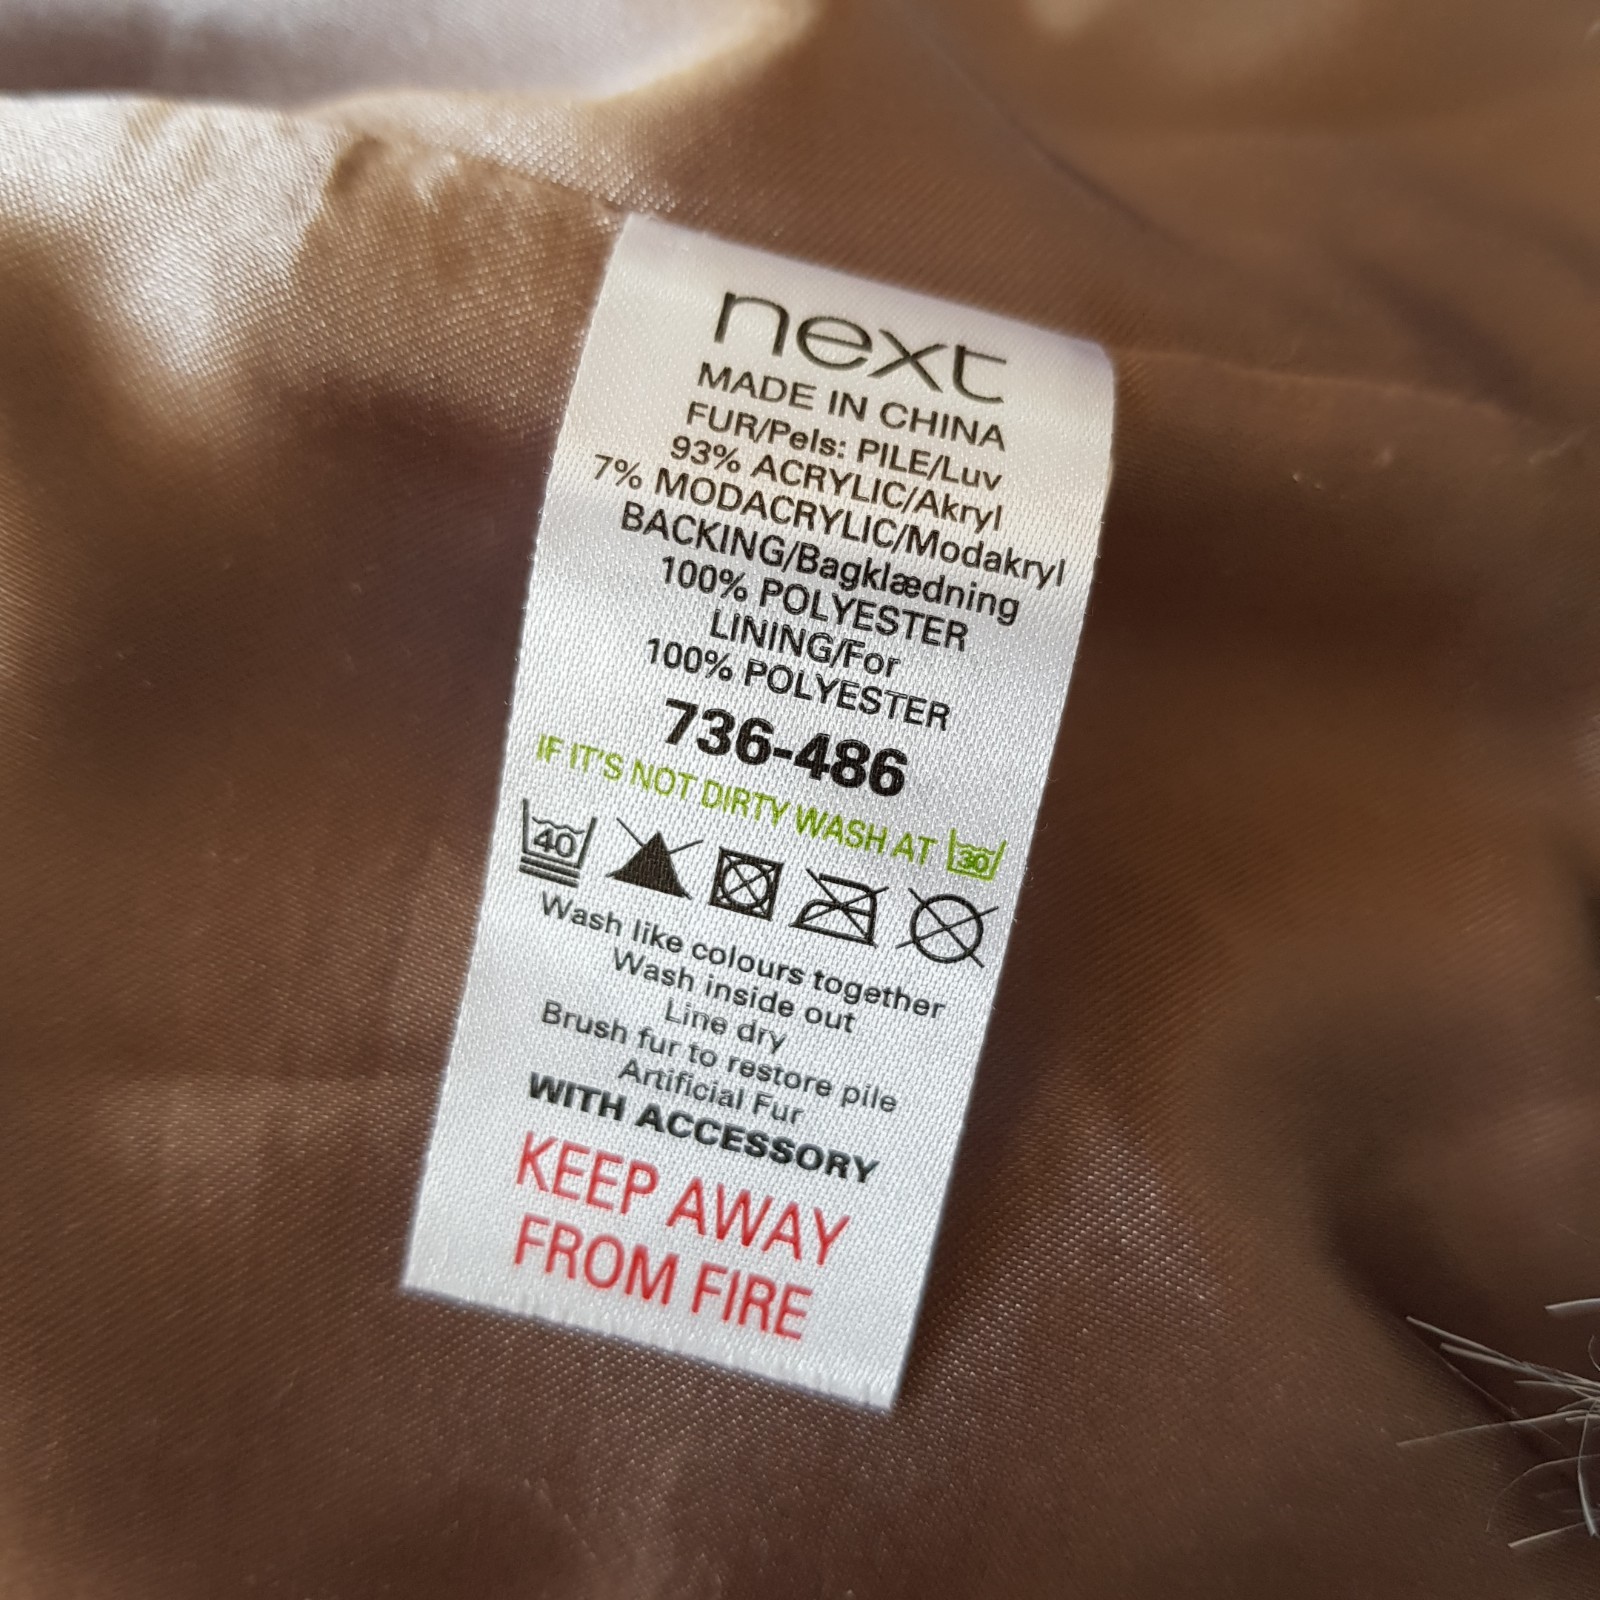 next
MADE IN CHINA
FUR/Pels: PILE/Luv
93% ACRYLIC/Akryl
7% MODACRYLIC/Modakryl
BACKING/Bagklædning
100% POLYESTER
LINING/For
100% POLYESTER
736-486
IF IT'S NOT DIRTY WASH AT 30
40
Wash like colours together
Wash inside out
Line dry
Brush fur to restore pile
Artificial Fur
WITH ACCESSORY
KEEP AWAY
FROM FIRE